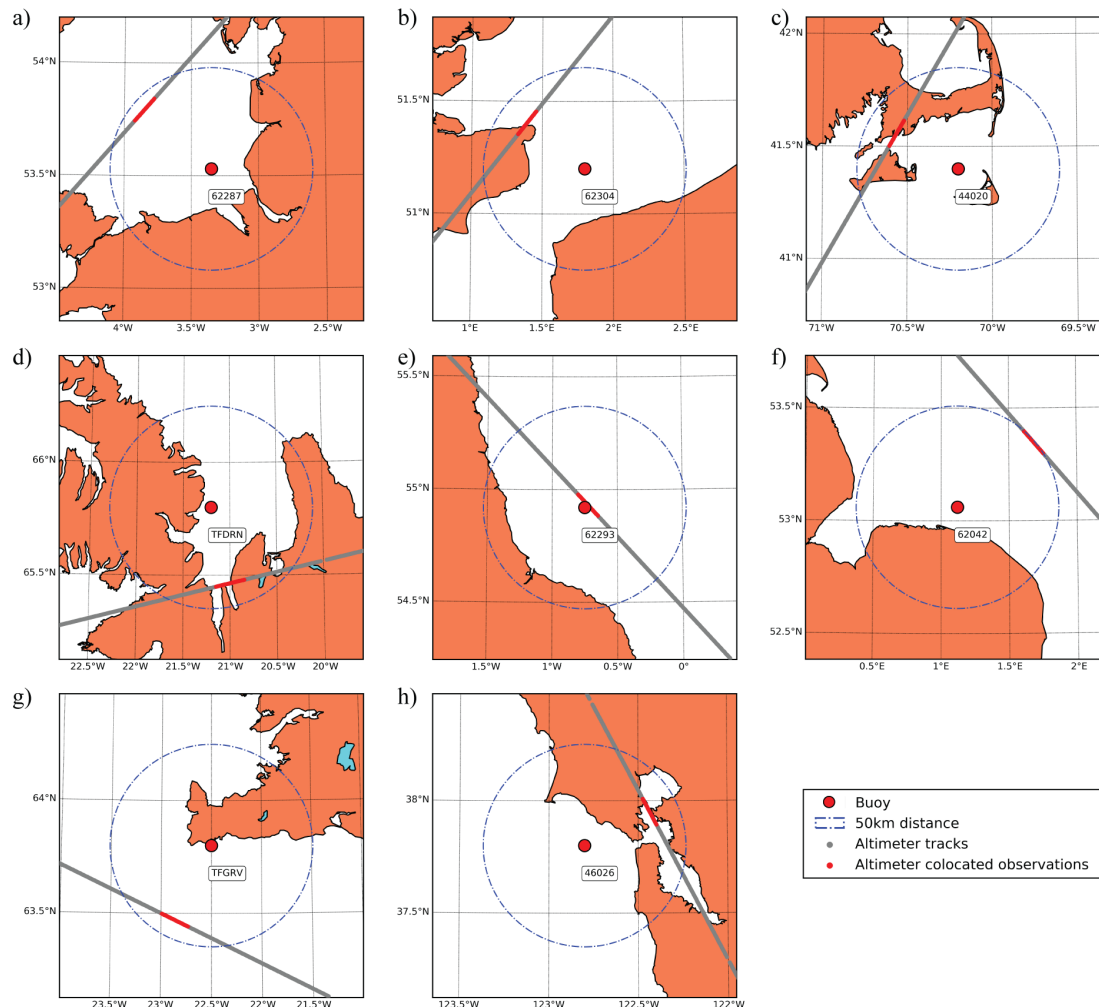 a)
54°N
53.5°N
53°N
62287
4°W 3.5°W 3°W 2.5°W
b)
51.5°N
51°N
62304
1°E 1.5°E 2°E 2.5°E
c)
42°N
41.5°N
41°N
44020
71°W 70.5°W 70°W 69.5°W
d)
66°N
65.5°N
TFDRN
22.5°W 22°W 21.5°W 21°W 20.5°W 20°W
e)
55.5°N
55°N
54.5°N
62293
1.5°W 1°W 0.5°W 0°
f)
53.5°N
53°N
52.5°N
62042
0.5°E 1°E 1.5°E 2°E
g)
64°N
63.5°N
TFGRV
23.5°W 23°W 22.5°W 22°W 21.5°W
h)
38°N
37.5°N
46026
123.5°W 123°W 122.5°W 122°W
Buoy
50km distance
Altimeter tracks
Altimeter colocated observations